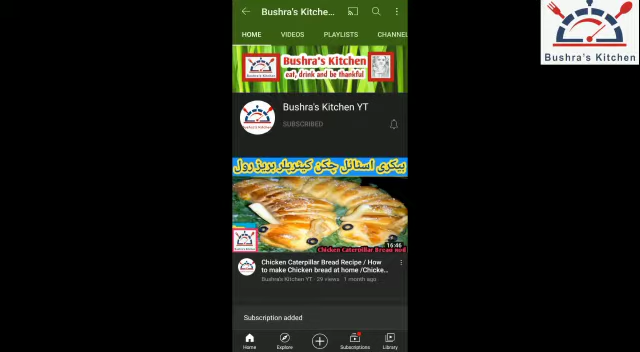 Bushra's Kitche...
HOME VIDEOS PLAYLISTS CHANNEL
Bushra's Kitchen
eat, drink and be thankful
Bushra's Kitchen YT
SUBSCRIBED
بیکری اسٹائل چکن کیٹرپلر بریڈ رول
16:46
Chicken Caterpillar Bread Roll
Chicken Caterpillar Bread Recipe / How
to make Chicken bread at home /Chicke...
Bushra's Kitchen YT 29 views 1 month ago
Subscription added
Home Explore Subscriptions Library
Bushra's Kitchen